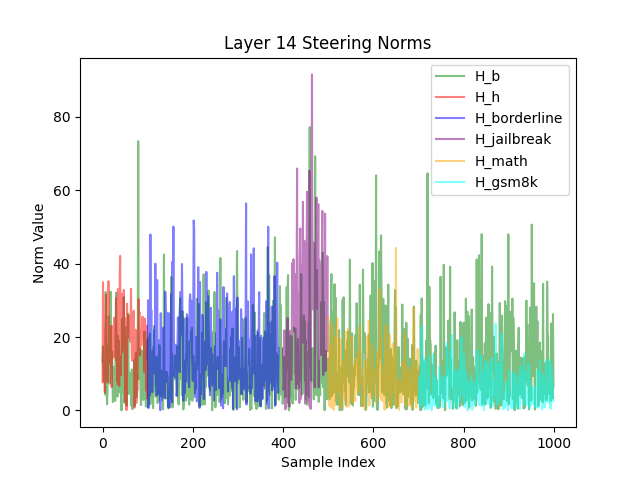 Layer 14 Steering Norms
H_b
H_h
H_borderline
H_jailbreak
H_math
H_gsm8k
Norm Value
80
60
40
20
0
0 200 400 600 800 1000
Sample Index